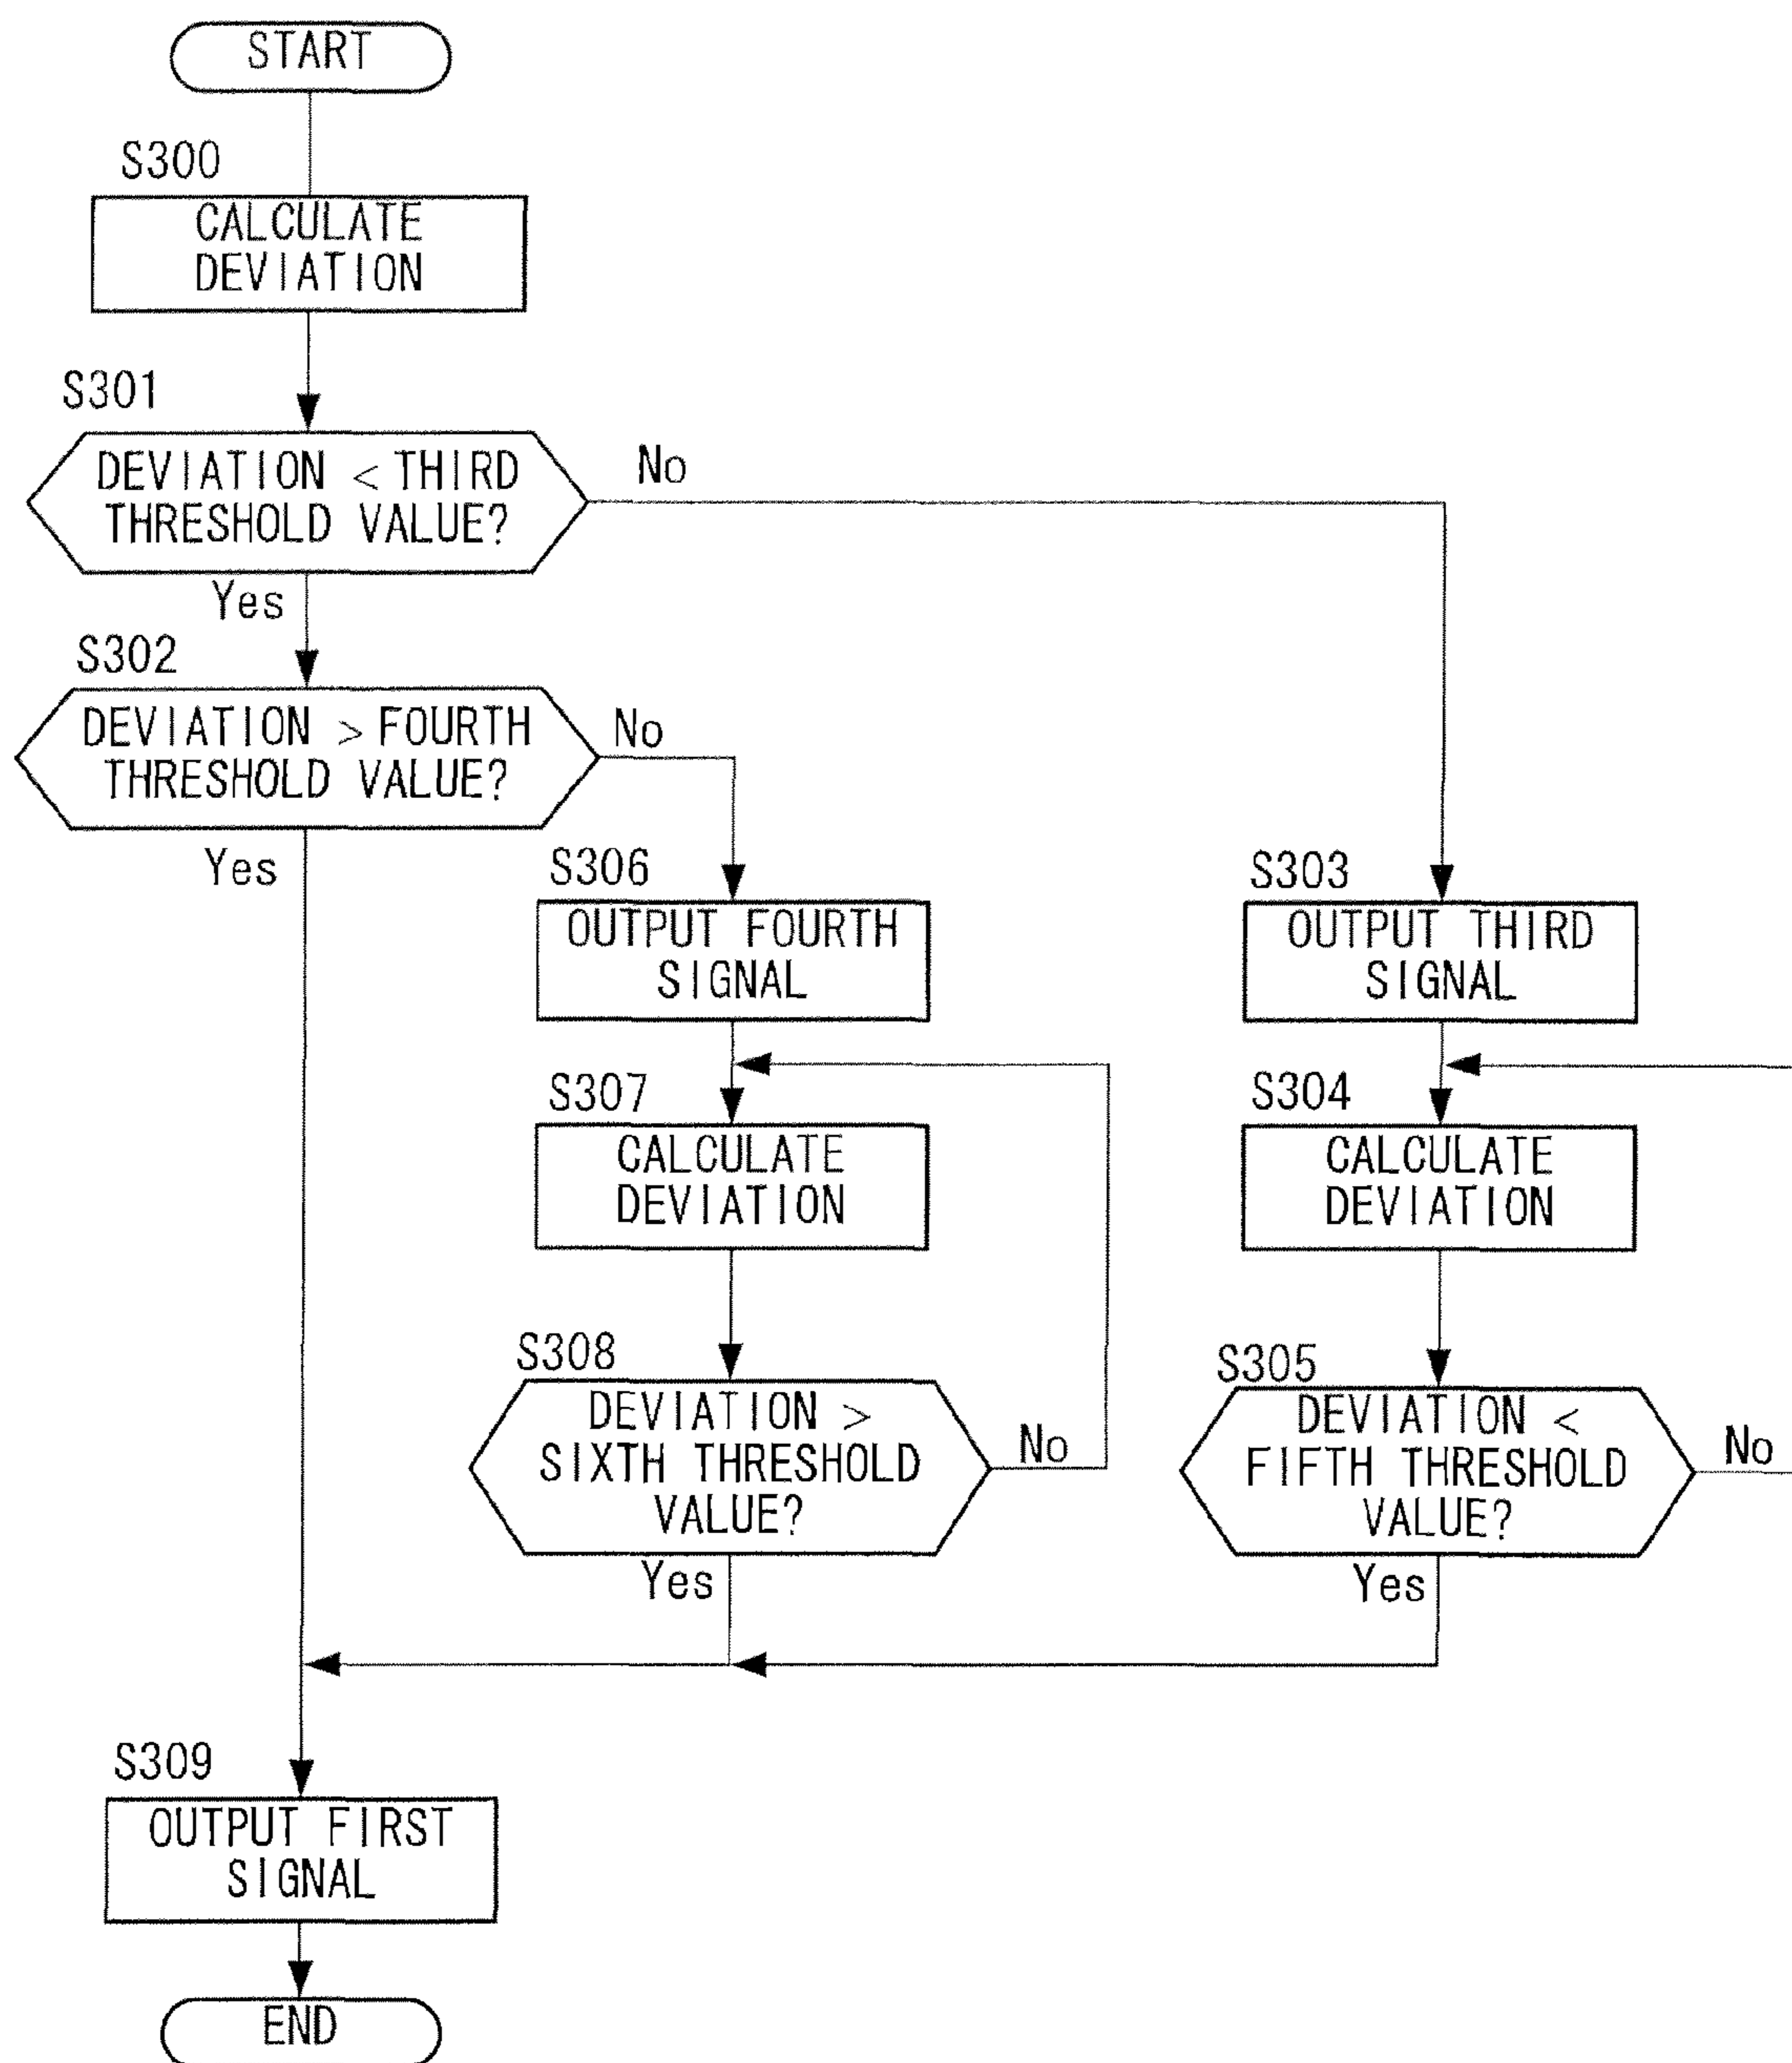 START
S300
CALCULATE
DEVIATION
S301
DEVIATION < THIRD
THRESHOLD VALUE?
No
Yes
S302
DEVIATION > FOURTH
THRESHOLD VALUE?
No
Yes
S306
OUTPUT FOURTH
SIGNAL
S303
OUTPUT THIRD
SIGNAL
S307
CALCULATE
DEVIATION
S304
CALCULATE
DEVIATION
S308
DEVIATION >
SIXTH THRESHOLD
VALUE?
No
Yes
S305
DEVIATION <
FIFTH THRESHOLD
VALUE?
No
Yes
S309
OUTPUT FIRST
SIGNAL
END